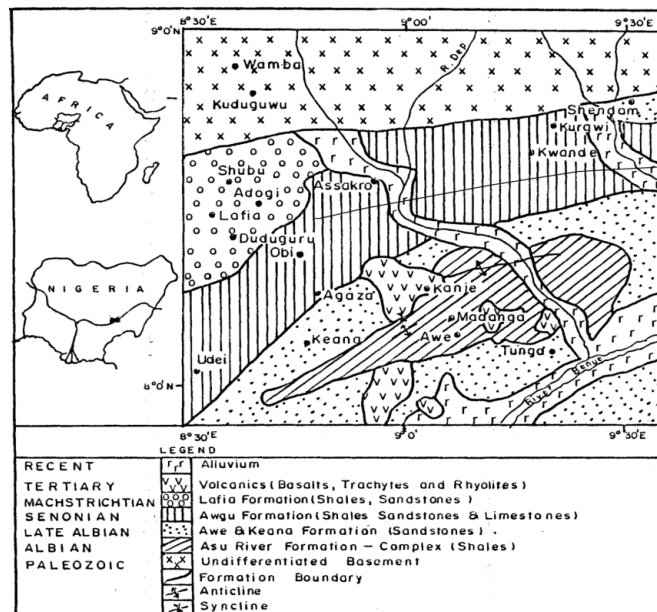 8°30'E
9°00'
9°30'E
9°0'N
Wamba
R. Dep
Kuduguwu
AFRICA
Shendam
Kurawi
Kwande
Shubu
Assakro
Adogi
Lafia
Duduguru
Obi
NIGERIA
Agaza
Kanje
Madanga
Keana
Awe
Tunga
Udei
8°0'N
River Benue
8°30'E
9°0'
9°30'E
LEGEND
RECENT Alluvium
TERTIARY Volcanics (Basalts, Trachytes and Rhyolites)
MACHSTRICHTIAN Lafia Formation (Shales, Sandstones)
SENONIAN Awgu Formation (Shales Sandstones & Limestones)
LATE ALBIAN Awe & Keana Formation (Sandstones).
ALBIAN Asu River Formation - Complex (Shales)
PALEOZOIC Undifferentiated Basement
Formation Boundary
Anticline
Syncline